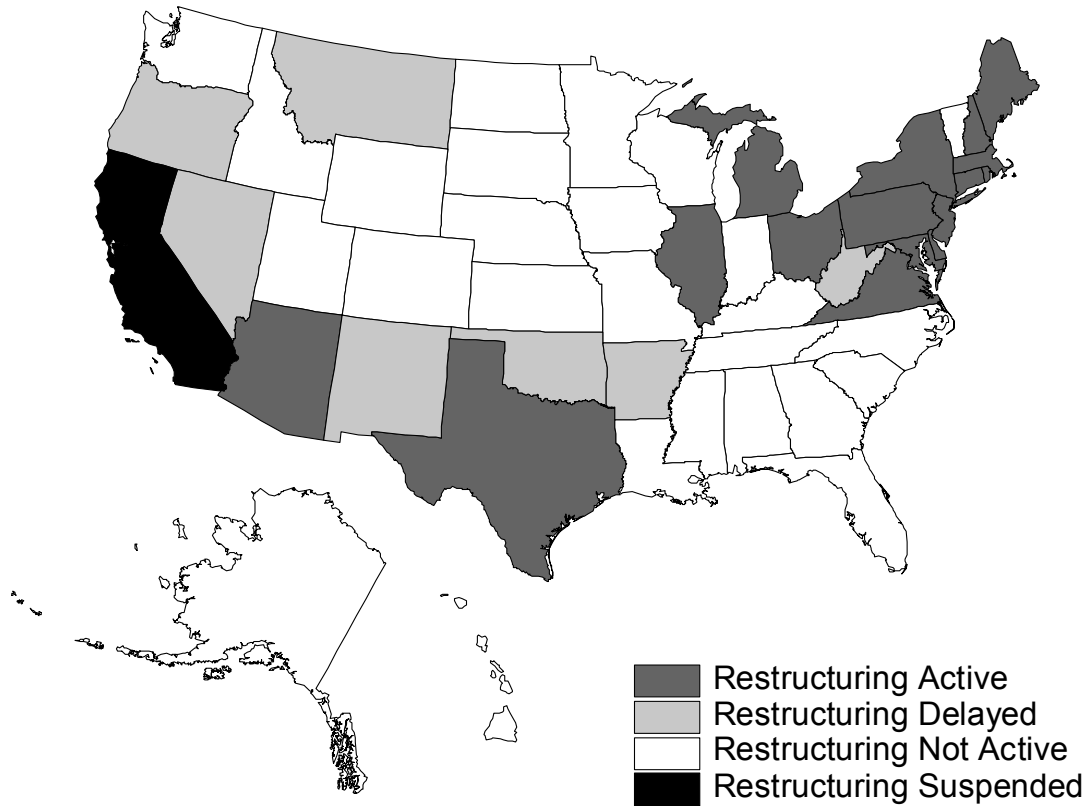 Restructuring Active
Restructuring Delayed
Restructuring Not Active
Restructuring Suspended